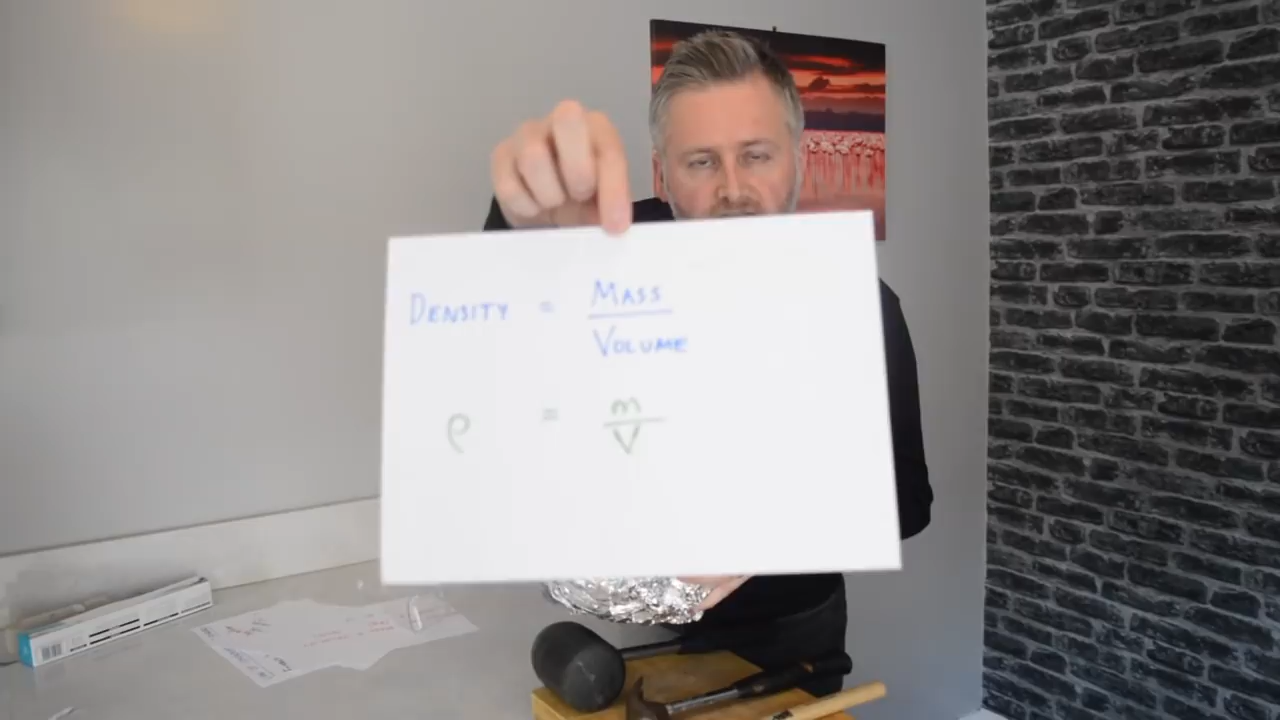 DENSITY = MASS / VOLUME
ρ = m / V